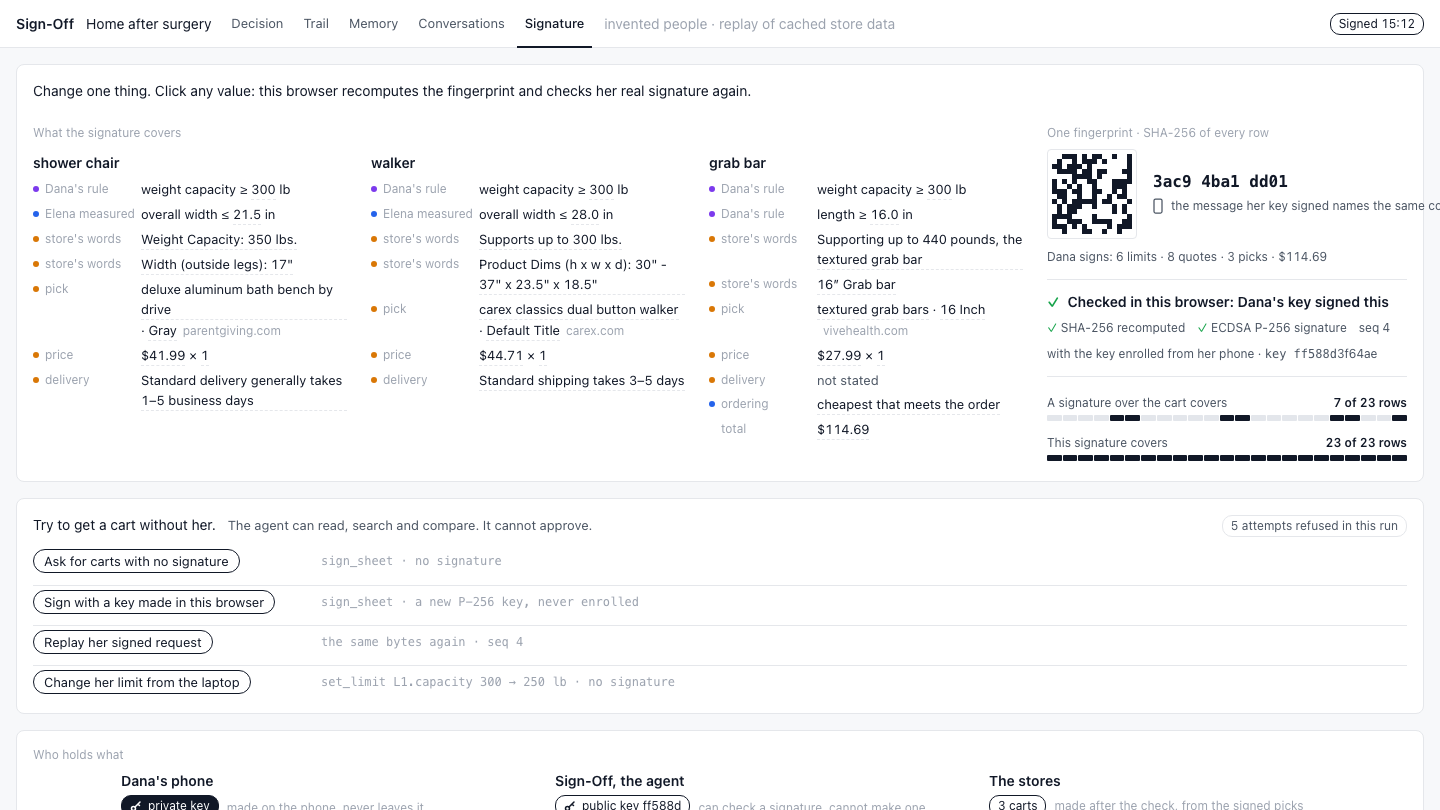 Sign-Off Home after surgery Decision Trail Memory Conversations Signature invented people · replay of cached store data Signed 15:12
Change one thing. Click any value: this browser recomputes the fingerprint and checks her real signature again.
What the signature covers
shower chair
Dana's rule weight capacity ≥ 300 lb
Elena measured overall width ≤ 21.5 in
store's words Weight Capacity: 350 lbs.
store's words Width (outside legs): 17"
pick deluxe aluminum bath bench by
drive
· Gray parentgiving.com
price $41.99 × 1
delivery Standard delivery generally takes
1–5 business days
walker
Dana's rule weight capacity ≥ 300 lb
Elena measured overall width ≤ 28.0 in
store's words Supports up to 300 lbs.
store's words Product Dims (h x w x d): 30" -
37" x 23.5" x 18.5"
pick carex classics dual button walker
· Default Title carex.com
price $44.71 × 1
delivery Standard shipping takes 3–5 days
grab bar
Dana's rule weight capacity ≥ 300 lb
Dana's rule length ≥ 16.0 in
store's words Supporting up to 440 pounds, the
textured grab bar
store's words 16″ Grab bar
pick textured grab bars · 16 Inch
vivehealth.com
price $27.99 × 1
delivery not stated
ordering cheapest that meets the order
total $114.69
One fingerprint · SHA-256 of every row
3ac9 4ba1 dd01
the message her key signed names the same co
Dana signs: 6 limits · 8 quotes · 3 picks · $114.69
Checked in this browser: Dana's key signed this
✓ SHA-256 recomputed ✓ ECDSA P-256 signature seq 4
with the key enrolled from her phone · key ff588d3f64ae
A signature over the cart covers 7 of 23 rows
This signature covers 23 of 23 rows
Try to get a cart without her. The agent can read, search and compare. It cannot approve. 5 attempts refused in this run
Ask for carts with no signature sign_sheet · no signature
Sign with a key made in this browser sign_sheet · a new P-256 key, never enrolled
Replay her signed request the same bytes again · seq 4
Change her limit from the laptop set_limit L1.capacity 300 → 250 lb · no signature
Who holds what
Dana's phone Sign-Off, the agent The stores
private key made on the phone, never leaves it public key ff588d can check a signature, cannot make one 3 carts made after the check, from the signed picks